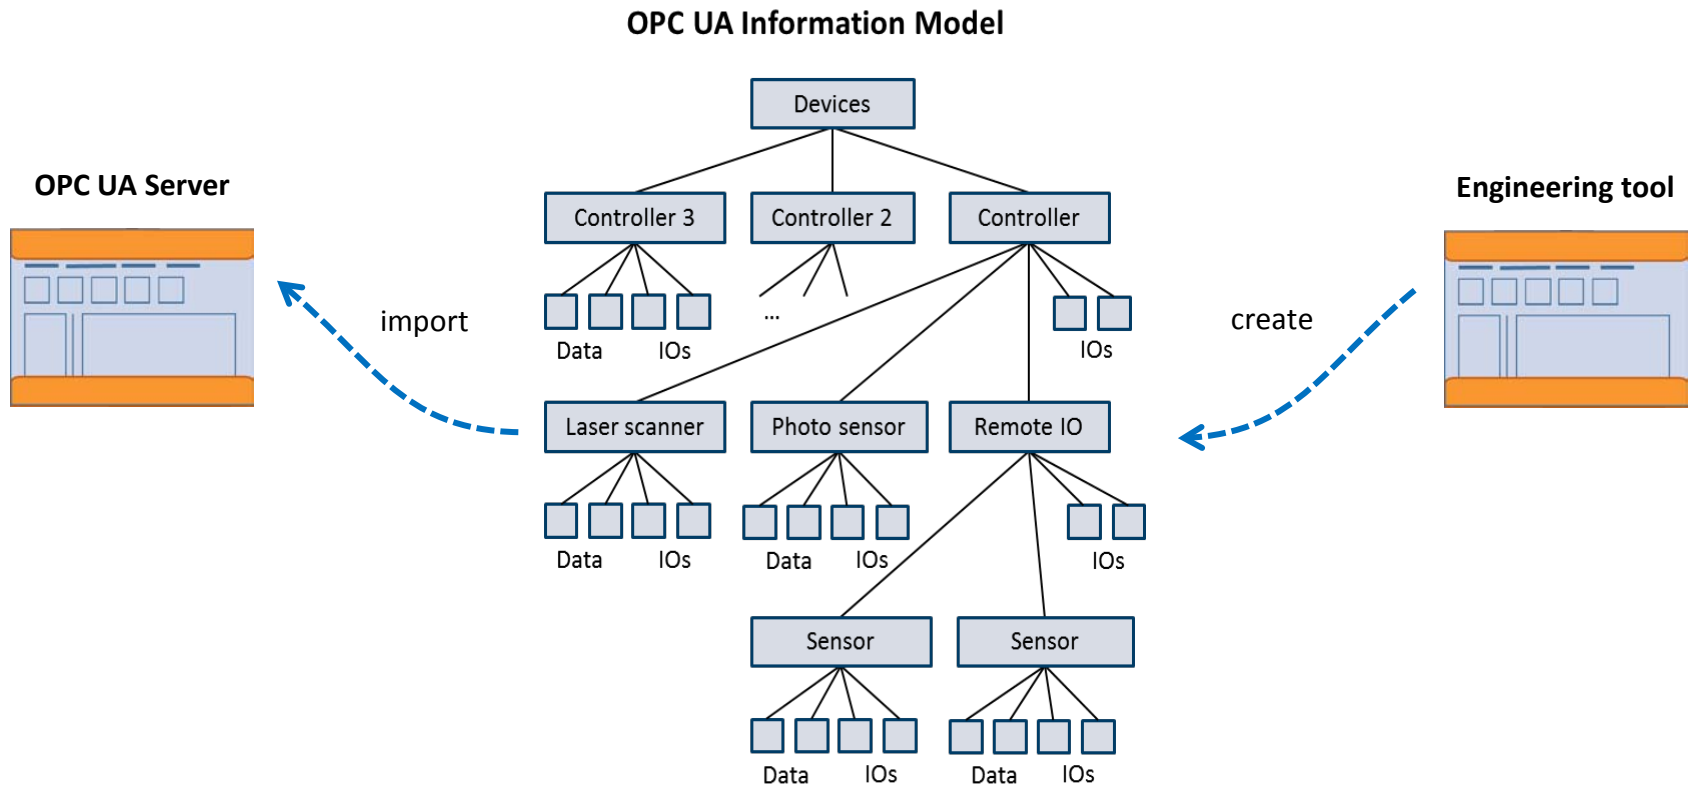 OPC UA Information Model
Devices
OPC UA Server
Engineering tool
Controller 3
Controller 2
Controller
import
...
create
Data
IOs
IOs
Laser scanner
Photo sensor
Remote IO
Data
IOs
Data
IOs
IOs
Sensor
Sensor
Data
IOs
Data
IOs